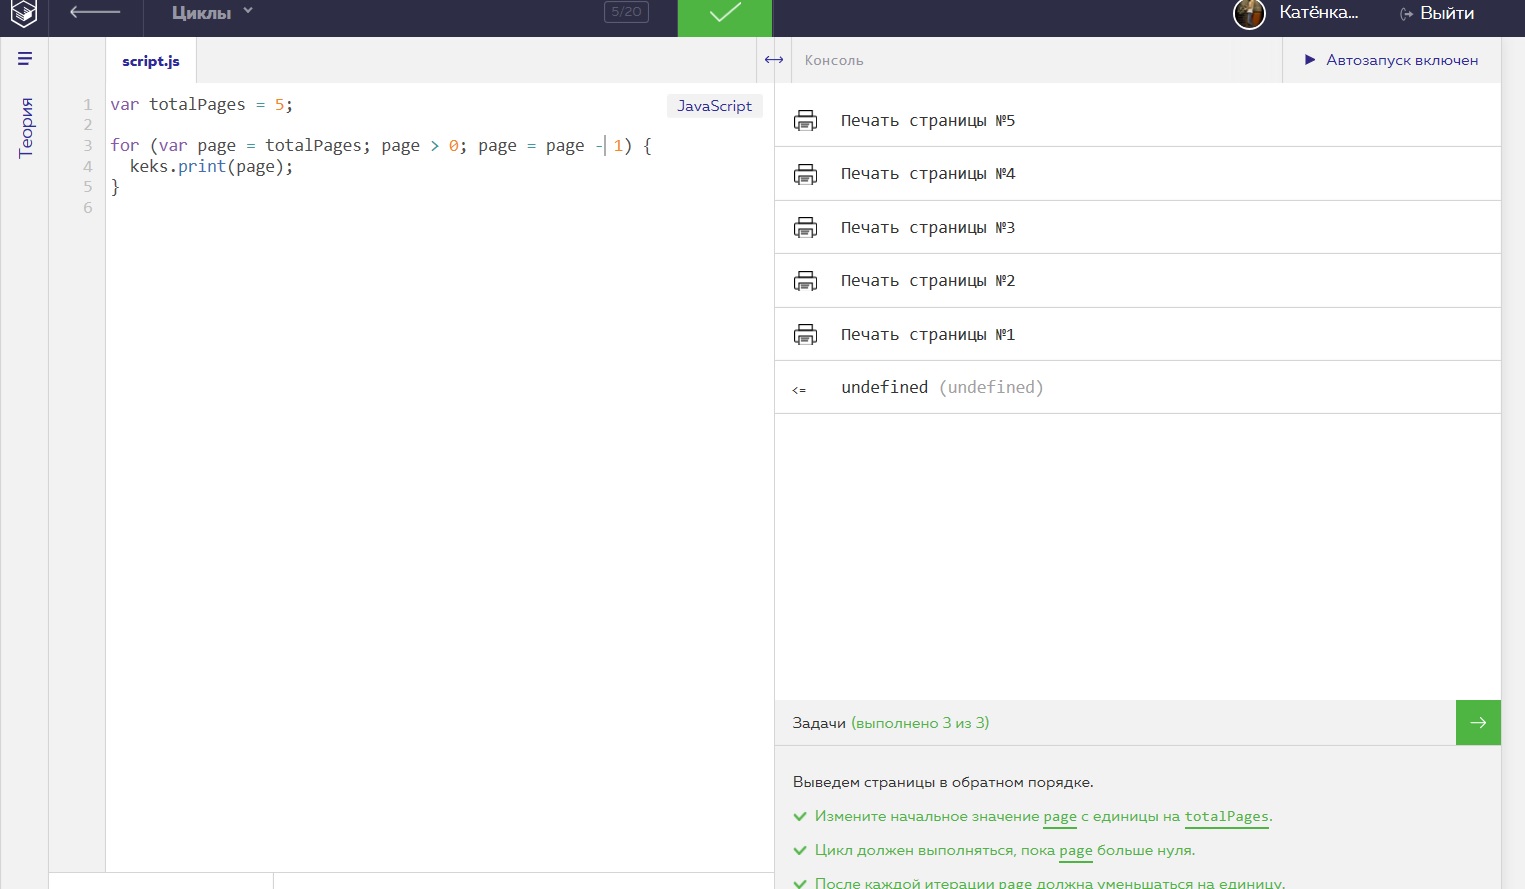 Циклы
5/20
Катёнка...
Выйти
Теория
script.js
Консоль
Автозапуск включен
JavaScript
1 var totalPages = 5;
2
3 for (var page = totalPages; page > 0; page = page - 1) {
4 keks.print(page);
5 }
6
Печать страницы №5
Печать страницы №4
Печать страницы №3
Печать страницы №2
Печать страницы №1
<= undefined (undefined)
Задачи (выполнено 3 из 3)
Выведем страницы в обратном порядке.
Измените начальное значение page с единицы на totalPages.
Цикл должен выполняться, пока page больше нуля.
После каждой итерации page должна уменьшаться на единицу.